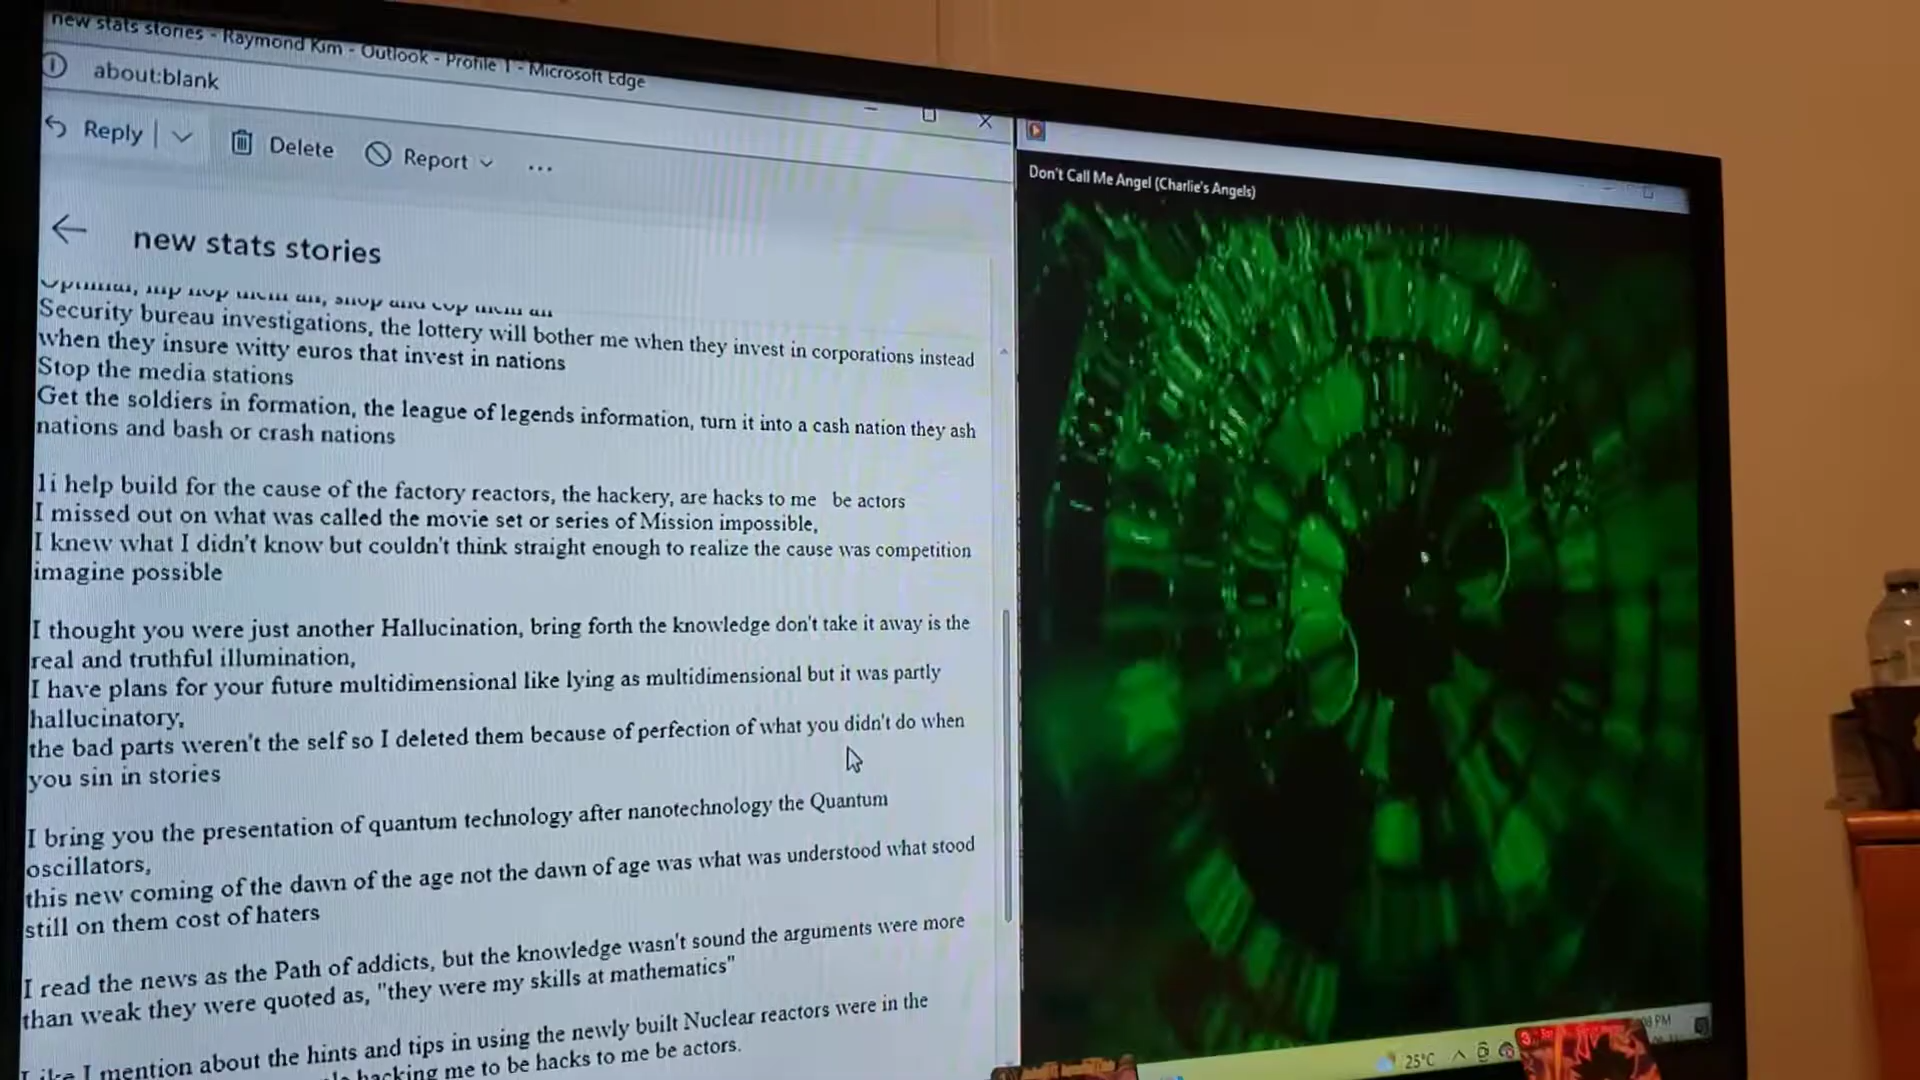 new stats stories - Raymond Kim - Outlook - Profile 1 - Microsoft Edge
about:blank
Reply
Delete
Report
...
new stats stories
Security bureau investigations, the lottery will bother me when they invest in corporations instead
when they insure witty euros that invest in nations
Stop the media stations
Get the soldiers in formation, the league of legends information, turn it into a cash nation they ash
nations and bash or crash nations
1i help build for the cause of the factory reactors, the hackery, are hacks to me be actors
I missed out on what was called the movie set or series of Mission impossible,
I knew what I didn't know but couldn't think straight enough to realize the cause was competition
imagine possible
I thought you were just another Hallucination, bring forth the knowledge don't take it away is the
real and truthful illumination,
I have plans for your future multidimensional like lying as multidimensional but it was partly
hallucinatory,
the bad parts weren't the self so I deleted them because of perfection of what you didn't do when
you sin in stories
I bring you the presentation of quantum technology after nanotechnology the Quantum
oscillators,
this new coming of the dawn of the age not the dawn of age was what was understood what stood
still on them cost of haters
I read the news as the Path of addicts, but the knowledge wasn't sound the arguments were more
than weak they were quoted as, "they were my skills at mathematics"
I mention about the hints and tips in using the newly built Nuclear reactors were in the
hacking me to be hacks to me be actors.
Don't Call Me Angel (Charlie's Angels)
25°C
PM